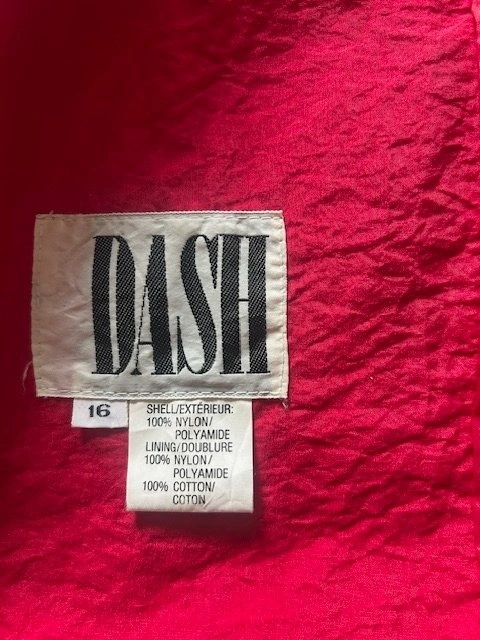 DASH
16
SHELL/EXTÉRIEUR:
100% NYLON/
POLYAMIDE
LINING/DOUBLURE
100% NYLON/
POLYAMIDE
100% COTTON/
COTON